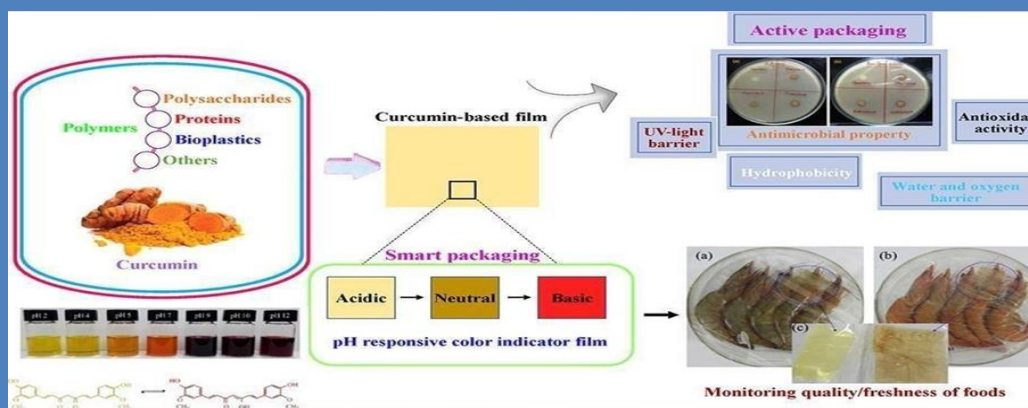 Polysaccharides
Proteins
Polymers
Bioplastics
Others
Curcumin
pH 2
pH 4
pH 5
pH 7
pH 9
pH 10
pH 12
Curcumin-based film
Smart packaging
Acidic
Neutral
Basic
pH responsive color indicator film
Active packaging
Antimicrobial property
UV-light
barrier
Antioxida
activity
Hydrophobicity
Water and oxygen
barrier
(a)
(b)
(c)
Monitoring quality/freshness of foods